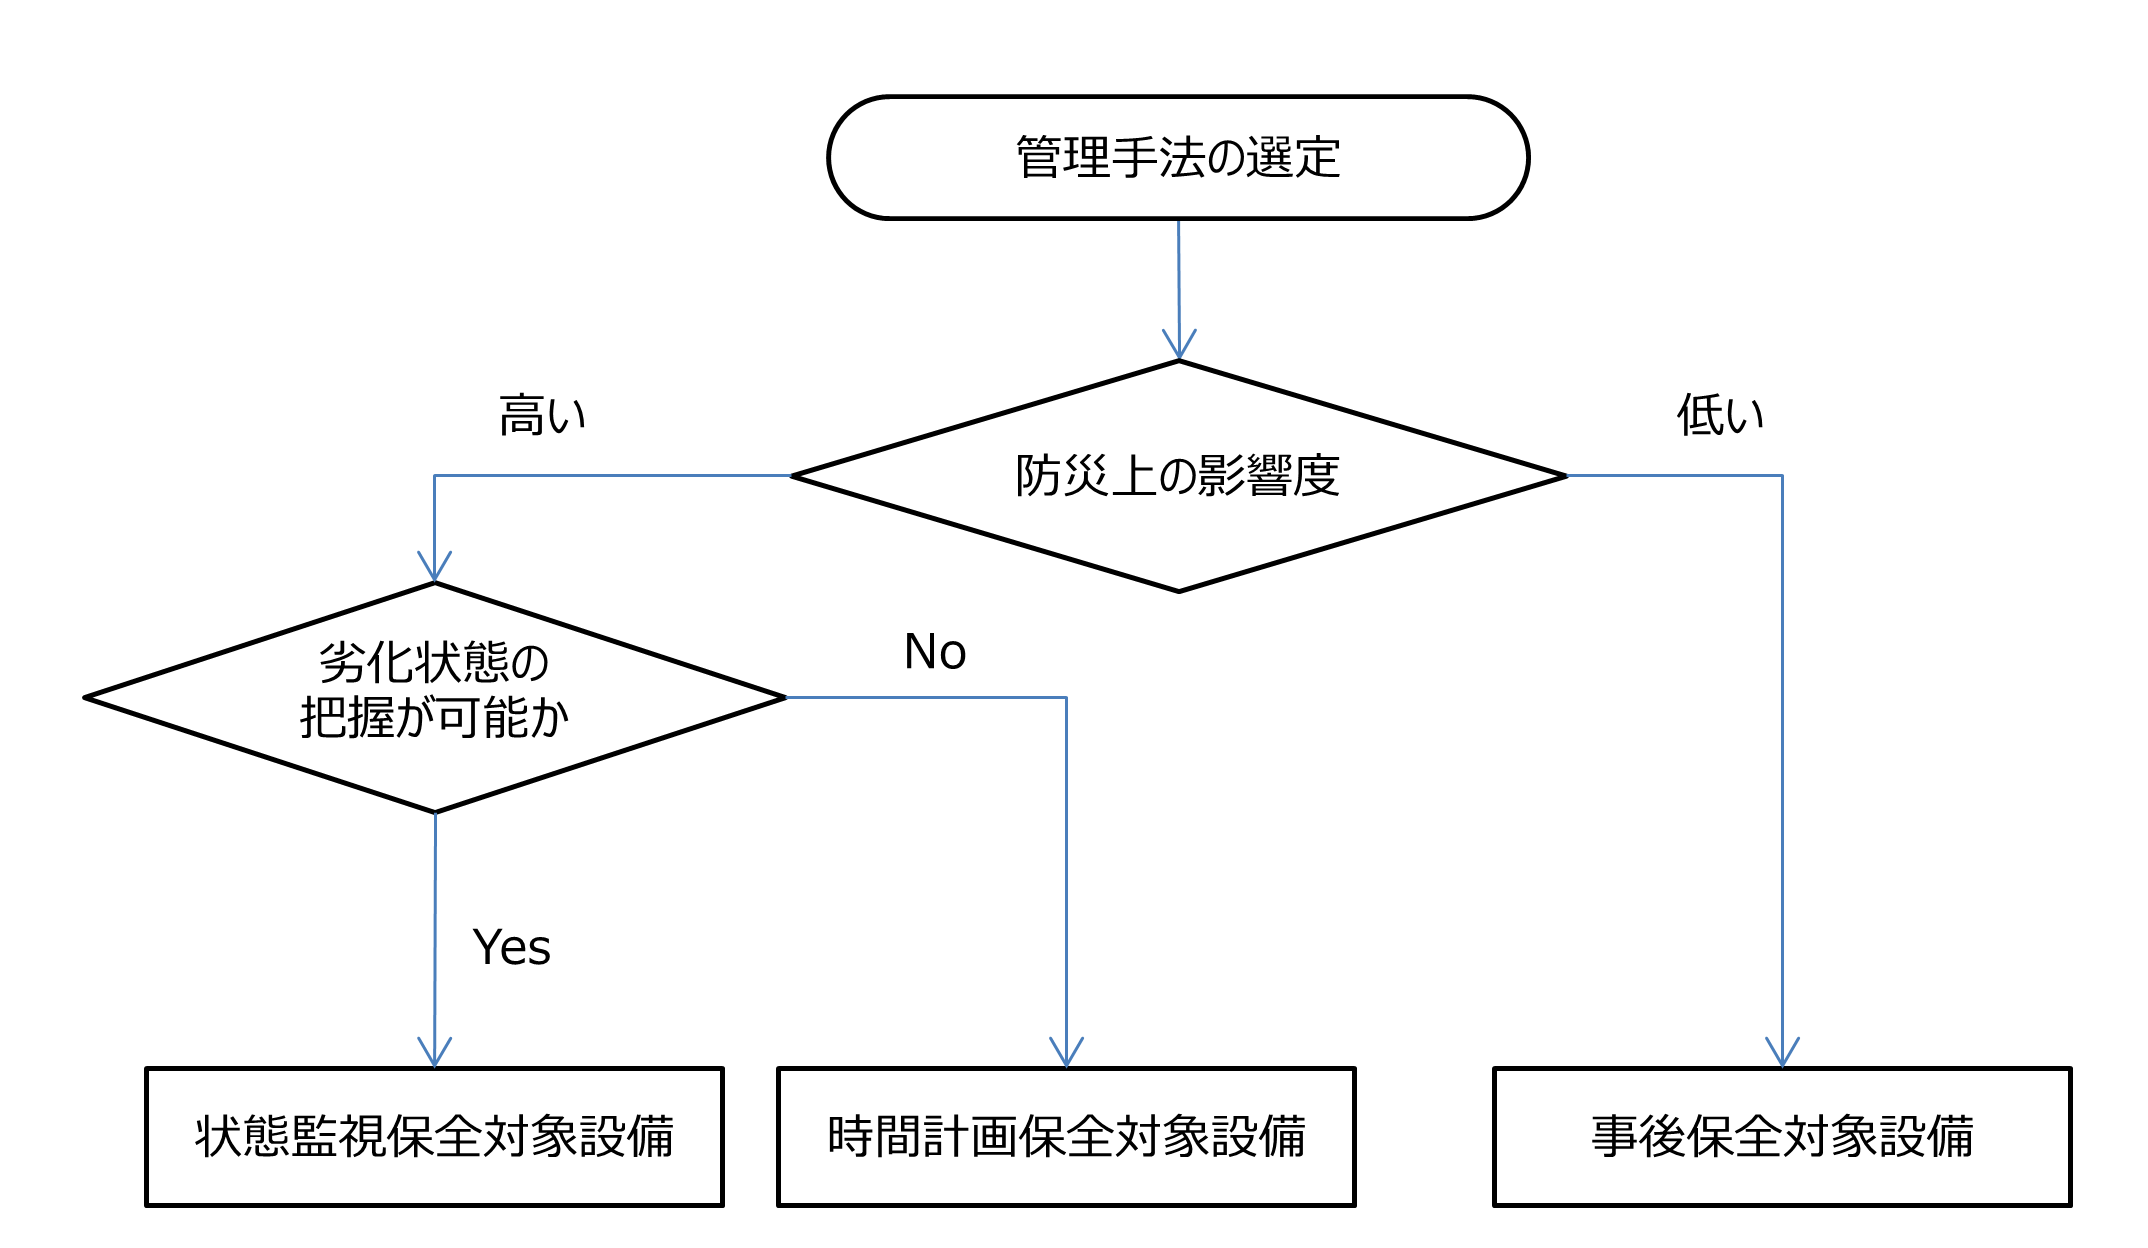 管理手法の選定
高い
低い
防災上の影響度
劣化状態の
把握が可能か
No
Yes
状態監視保全対象設備
時間計画保全対象設備
事後保全対象設備